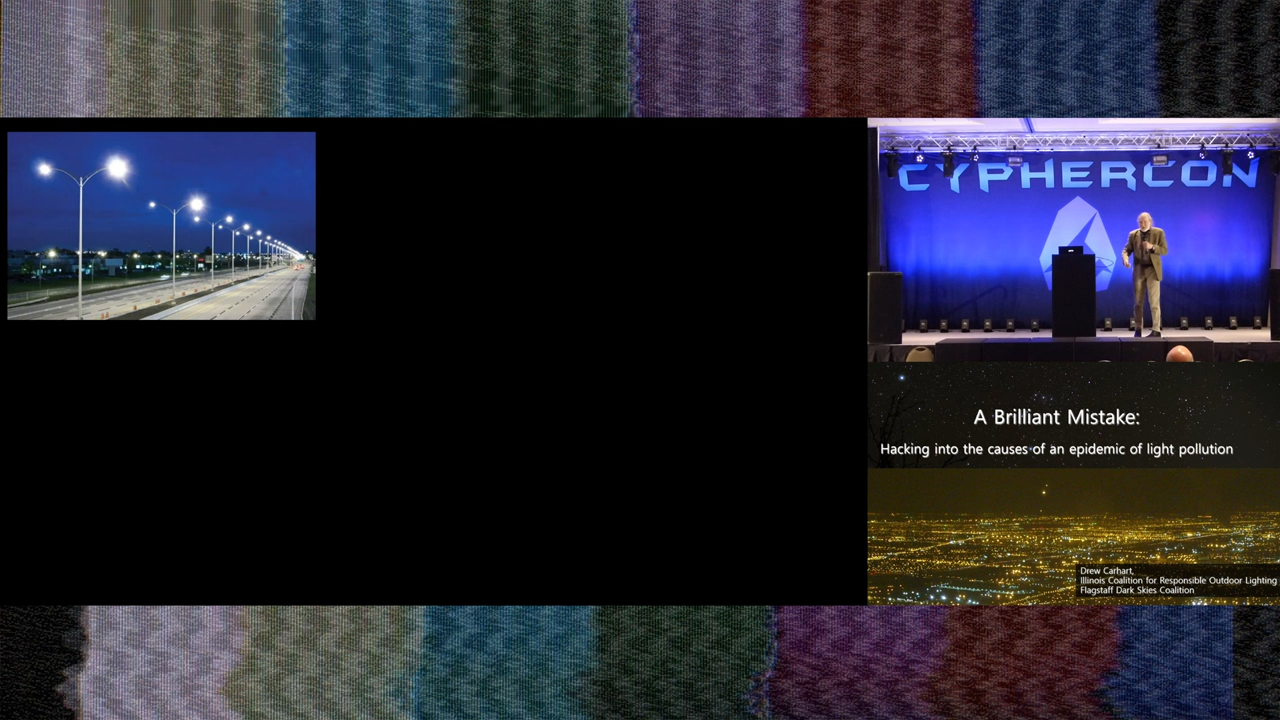 CYPHERCON
A Brilliant Mistake:
Hacking into the causes of an epidemic of light pollution
Drew Carhart,
Illinois Coalition for Responsible Outdoor Lighting
Flagstaff Dark Skies Coalition